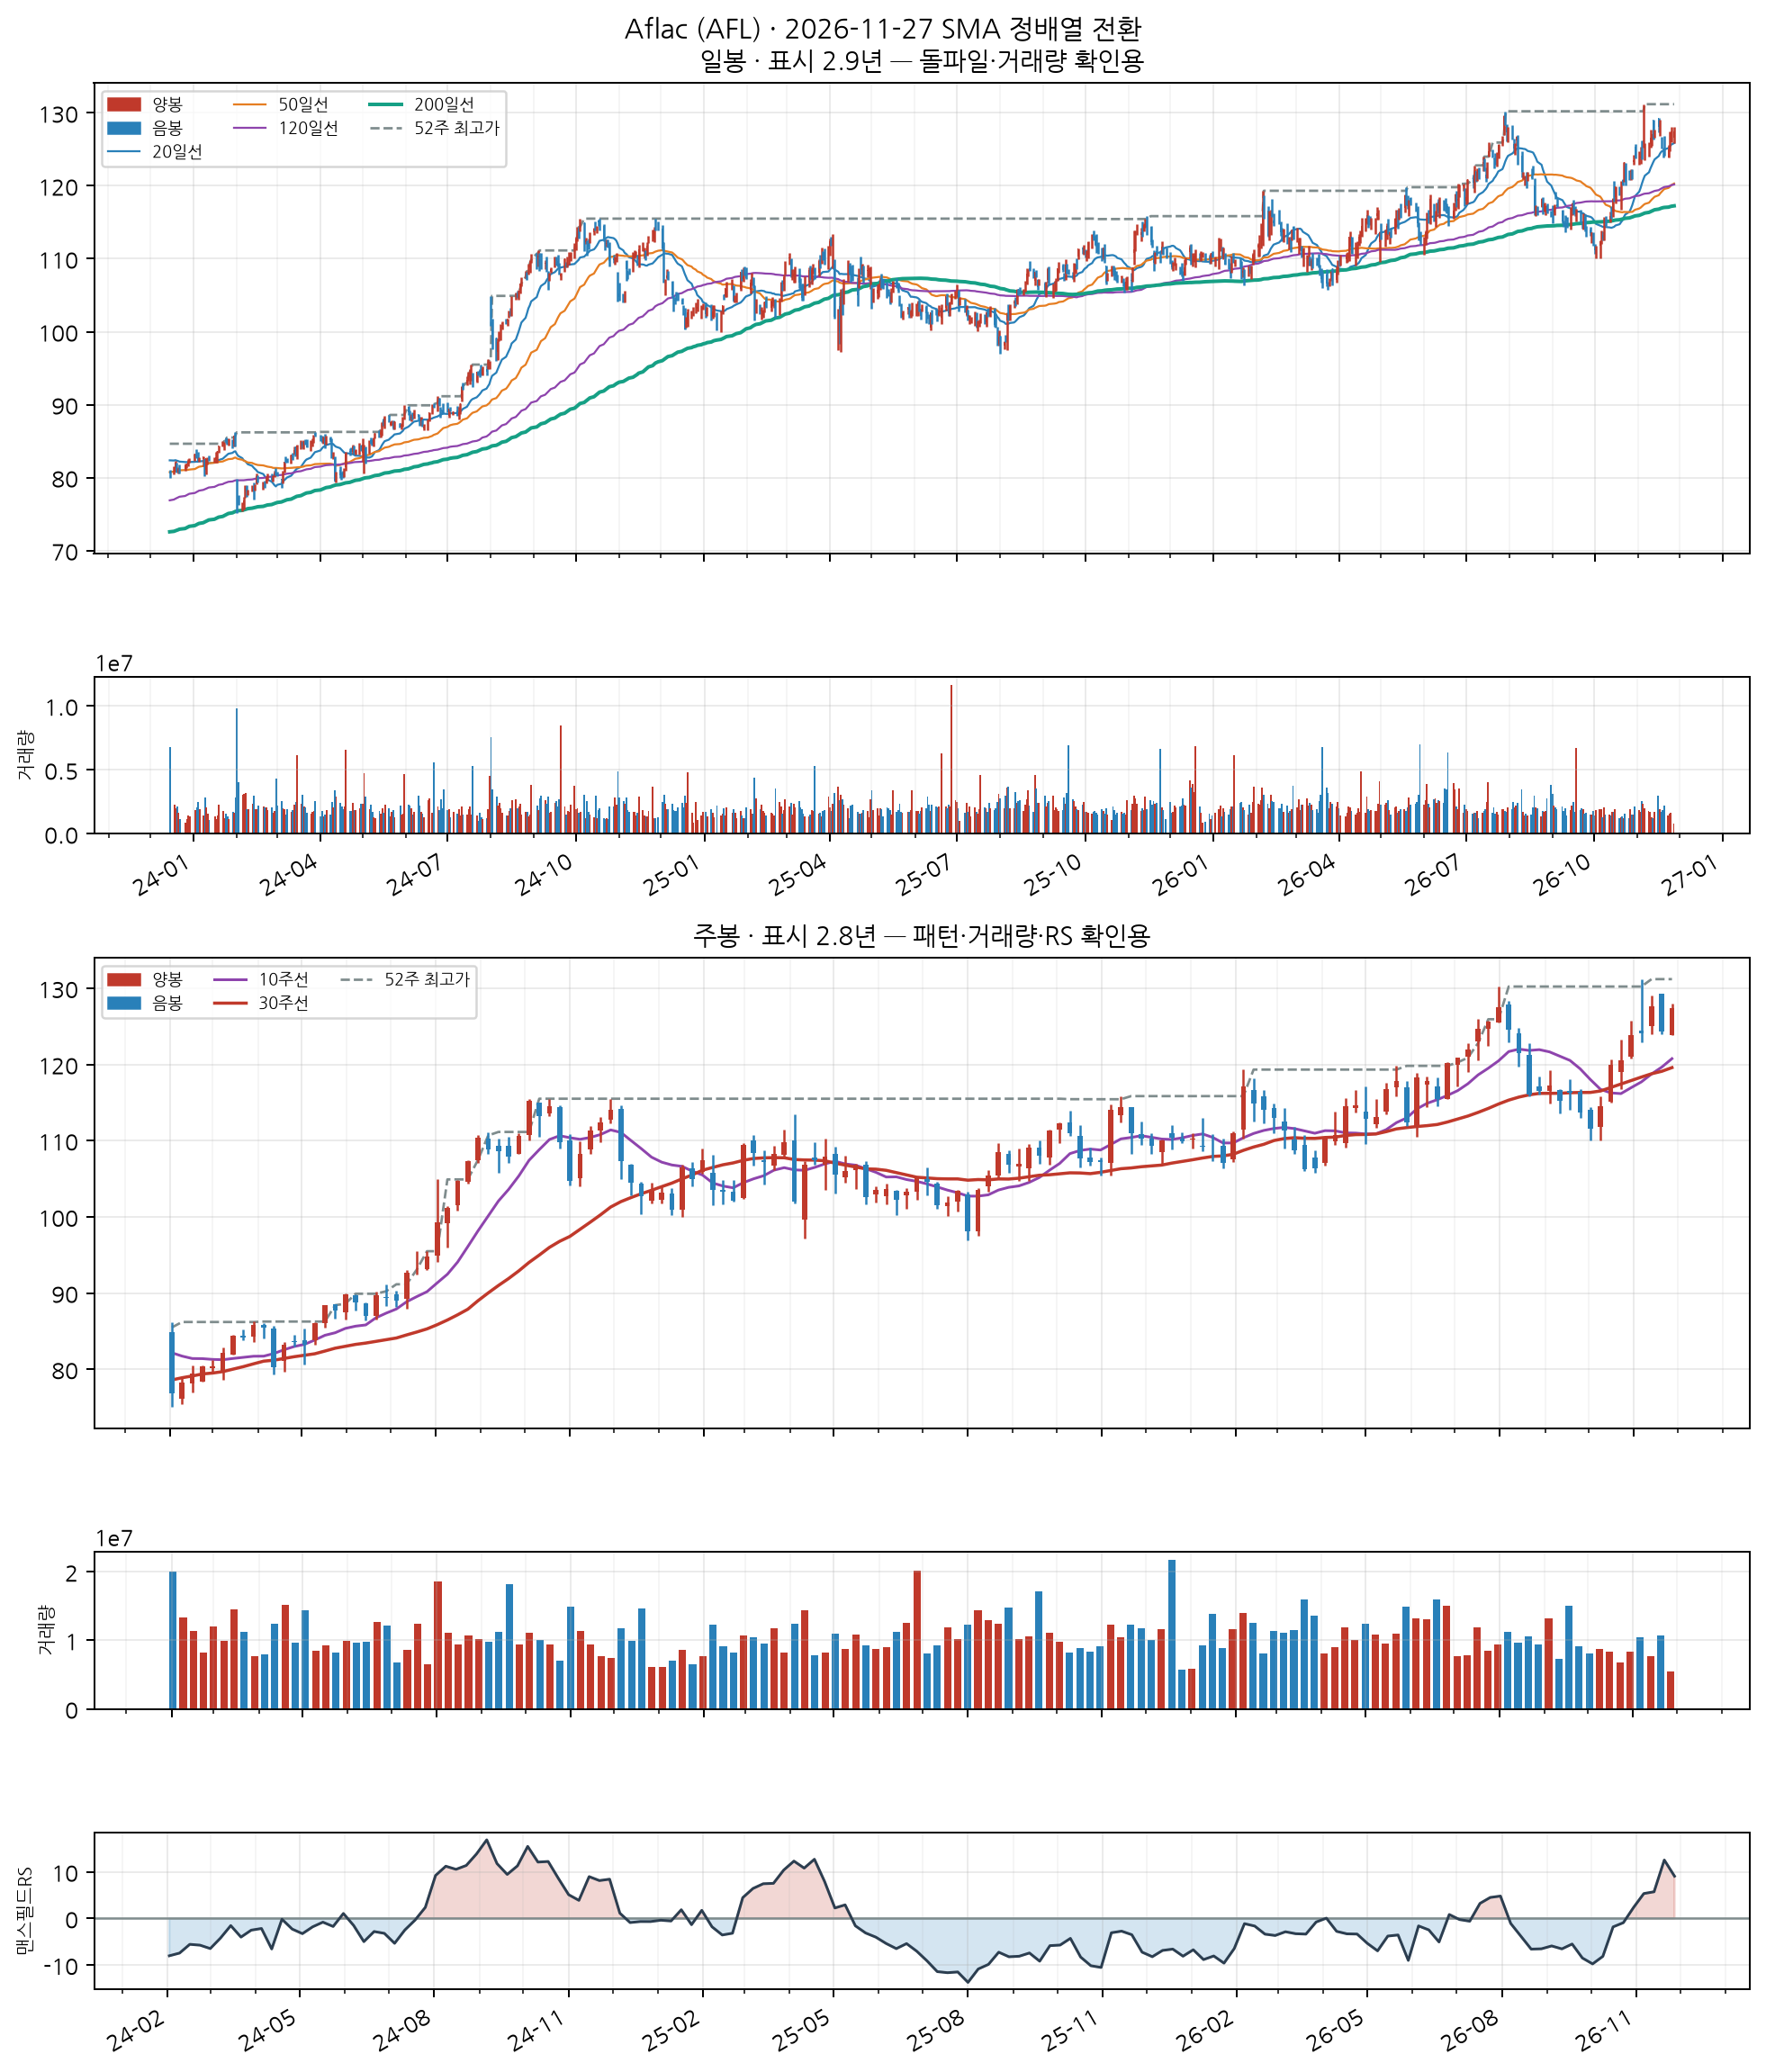 Aflac (AFL) · 2026-11-27 SMA 정배열 전환
일봉 · 표시 2.9년 — 돌파일·거래량 확인용
양봉 50일선 200일선
음봉 120일선 52주 최고가
20일선
130
120
110
100
90
80
70
1e7
1.0
0.5
0.0
거래량
24-01 24-04 24-07 24-10 25-01 25-04 25-07 25-10 26-01 26-04 26-07 26-10 27-01
주봉 · 표시 2.8년 — 패턴·거래량·RS 확인용
양봉 10주선 52주 최고가
음봉 30주선
130
120
110
100
90
80
1e7
2
1
0
거래량
10
0
-10
맨스필드RS
24-02 24-05 24-08 24-11 25-02 25-05 25-08 25-11 26-02 26-05 26-08 26-11